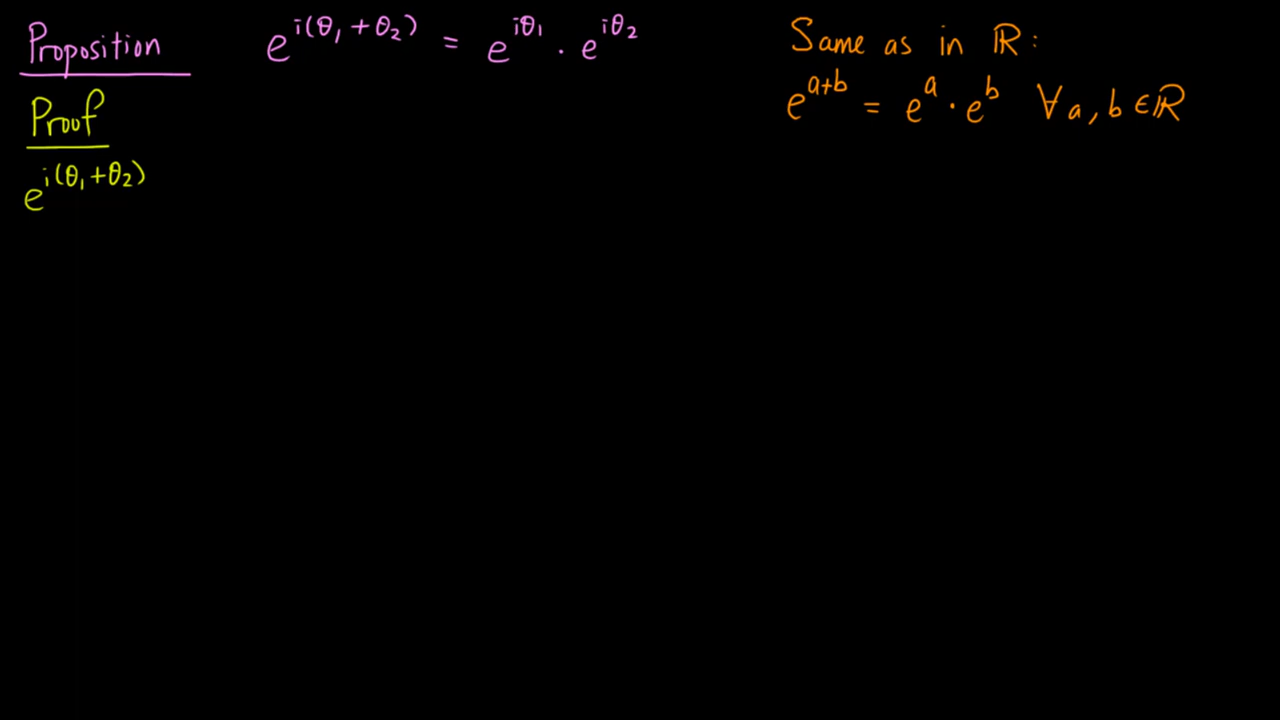 Proposition e^{i(θ₁ + θ₂)} = e^{iθ₁} · e^{iθ₂}
Proof
e^{i(θ₁+θ₂)}
Same as in ℝ:
e^{a+b} = e^a · e^b ∀a, b ∈ ℝ